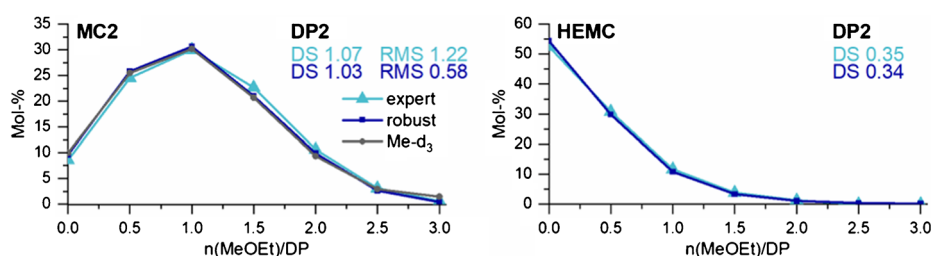 MC2 DP2
DS 1.07 RMS 1.22
DS 1.03 RMS 0.58
expert
robust
Me-d3
Mol-%
35
30
25
20
15
10
5
0
0.0 0.5 1.0 1.5 2.0 2.5 3.0
n(MeOEt)/DP
HEMC DP2
DS 0.35
DS 0.34
Mol-%
60
50
40
30
20
10
0
0.0 0.5 1.0 1.5 2.0 2.5 3.0
n(MeOEt)/DP